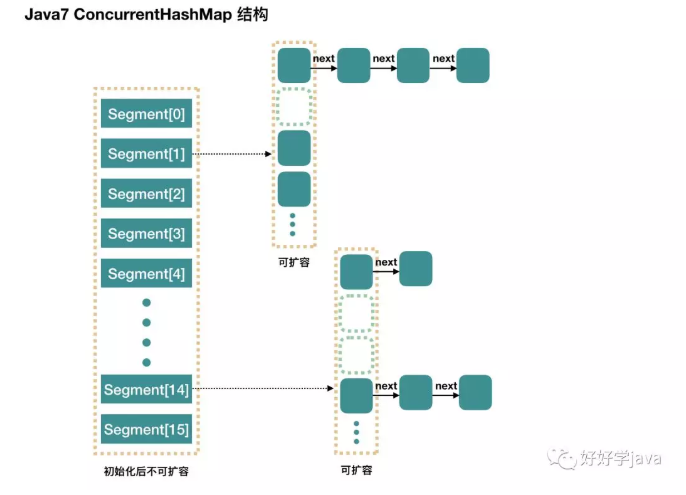 Java7 ConcurrentHashMap 结构
next next next
Segment[0]
Segment[1]
Segment[2]
Segment[3]
Segment[4]
Segment[14]
Segment[15]
初始化后不可扩容
可扩容
next
next next
可扩容
好好学java